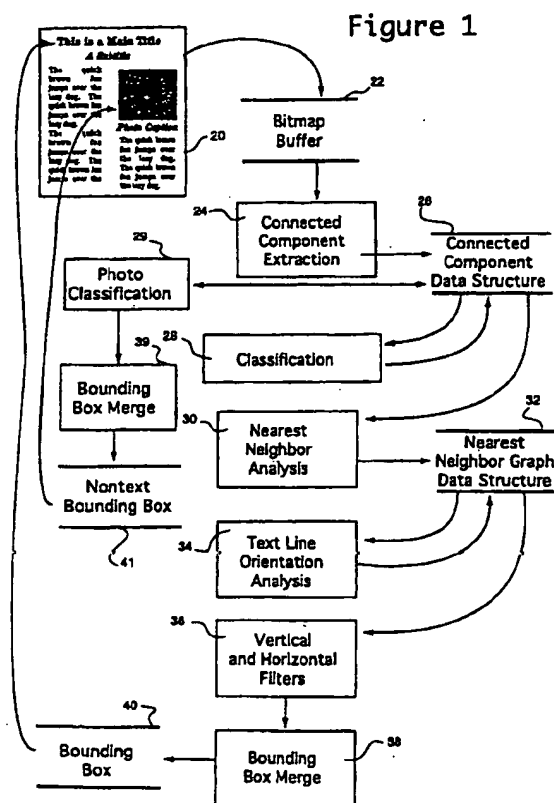 Figure 1
This is a Main Title
A Subtitle
The quick
brown fox
jumps over the
lazy dog. The
quick brown fox
jumps over the
lazy dog.
The quick
brown fox
jumps over the
lazy dog. The
quick brown fox
jumps over the
Photo Caption
The quick brown
fox jumps over
the lazy dog.
The quick brown
fox jumps over
the lazy dog.
20
22
Bitmap
Buffer
24
Connected
Component
Extraction
26
Connected
Component
Data Structure
29
Photo
Classification
28
Classification
39
Bounding
Box Merge
30
Nearest
Neighbor
Analysis
32
Nearest
Neighbor Graph
Data Structure
Nontext
Bounding Box
41
34
Text Line
Orientation
Analysis
36
Vertical
and Horizontal
Filters
40
Bounding
Box
Bounding
Box Merge
38